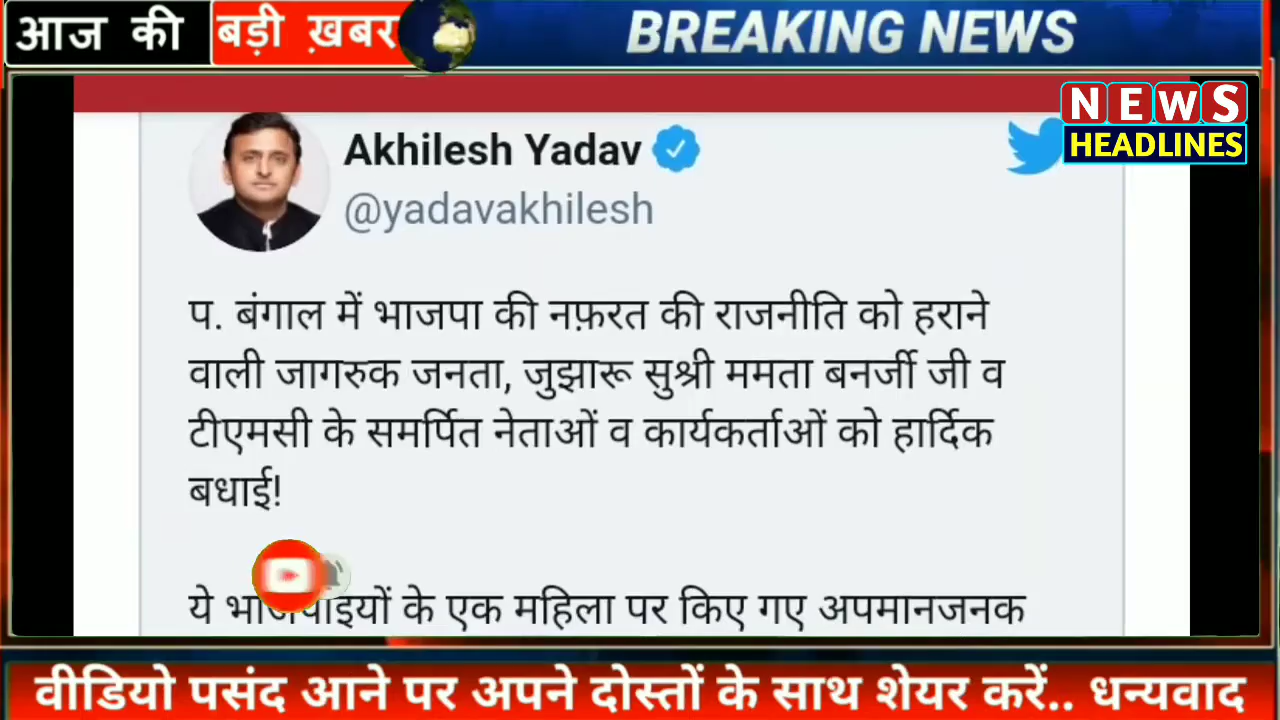 आज की बड़ी ख़बर
BREAKING NEWS
NEWS
HEADLINES
Akhilesh Yadav
@yadavakhilesh
प. बंगाल में भाजपा की नफ़रत की राजनीति को हराने
वाली जागरुक जनता, जुझारू सुश्री ममता बनर्जी जी व
टीएमसी के समर्पित नेताओं व कार्यकर्ताओं को हार्दिक
बधाई!
ये भाजपाइयों के एक महिला पर किए गए अपमानजनक
वीडियो पसंद आने पर अपने दोस्तों के साथ शेयर करें.. धन्यवाद